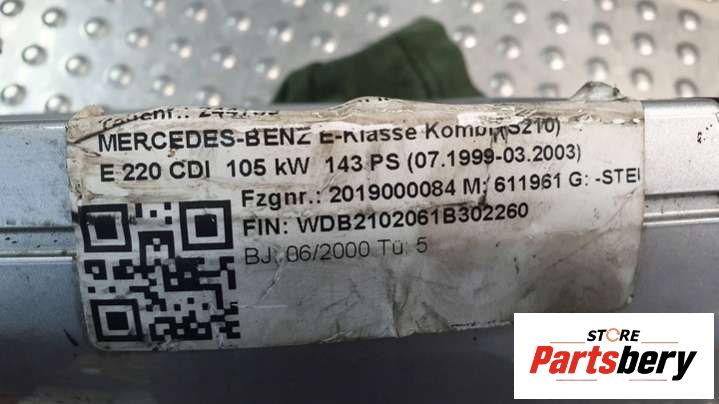 MERCEDES-BENZ E-Klasse Kombi (S210)
E 220 CDI 105 kW 143 PS (07.1999-03.2003)
Fzgnr.: 2019000084 M: 611961 G: -STE
FIN: WDB2102061B302260
BJ: 06/2000 Tü: 5
STORE
Partsbery